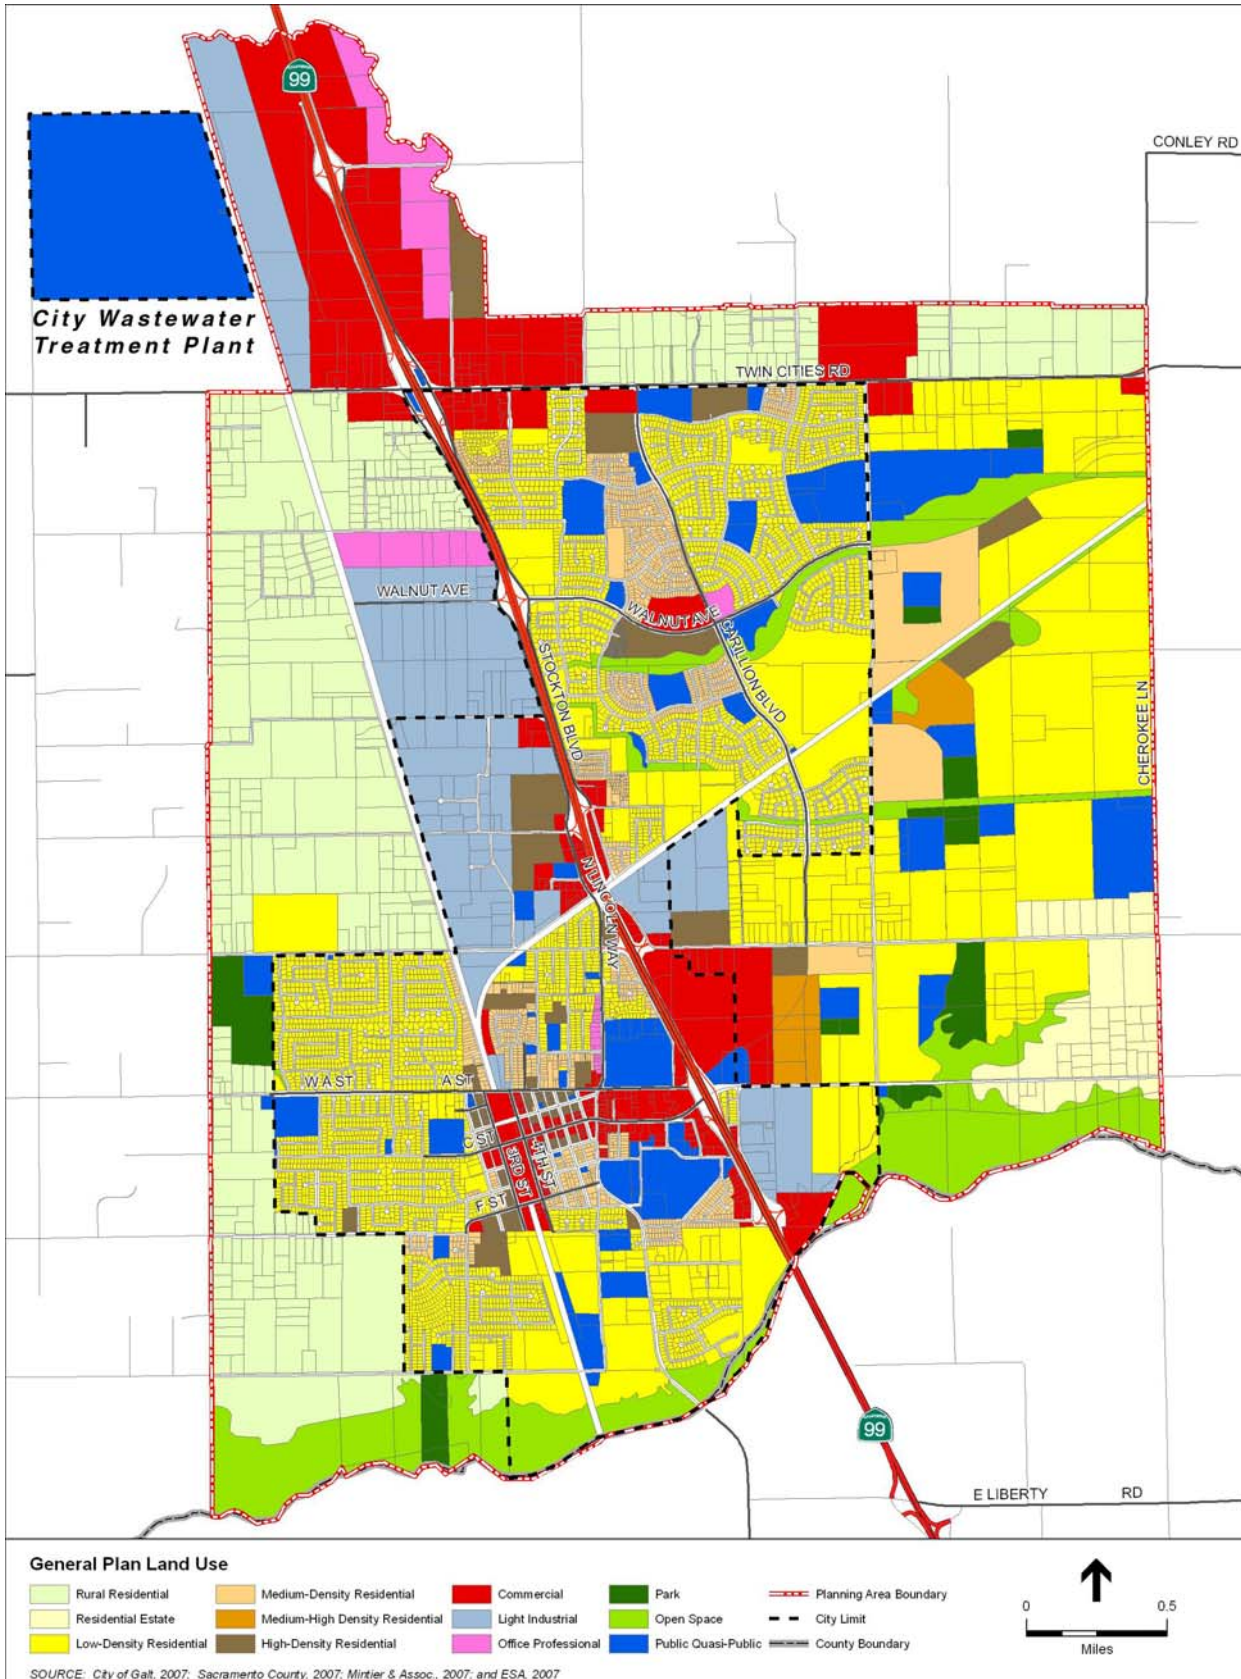 99
CONLEY RD
City Wastewater
Treatment Plant
TWIN CITIES RD
WALNUT AVE
WALNUT AVE
CARILLION BLVD
STOCKTON BLVD
CHEROKEE LN
N LINCOLN WAY
W A ST
A ST
C ST
4TH ST
3RD ST
F ST
99
E LIBERTY RD
General Plan Land Use
Rural Residential
Residential Estate
Low-Density Residential
Medium-Density Residential
Medium-High Density Residential
High-Density Residential
Commercial
Light Industrial
Office Professional
Park
Open Space
Public Quasi-Public
Planning Area Boundary
City Limit
County Boundary
0 0.5
Miles
SOURCE: City of Galt, 2007; Sacramento County, 2007; Mintier & Assoc., 2007; and ESA, 2007